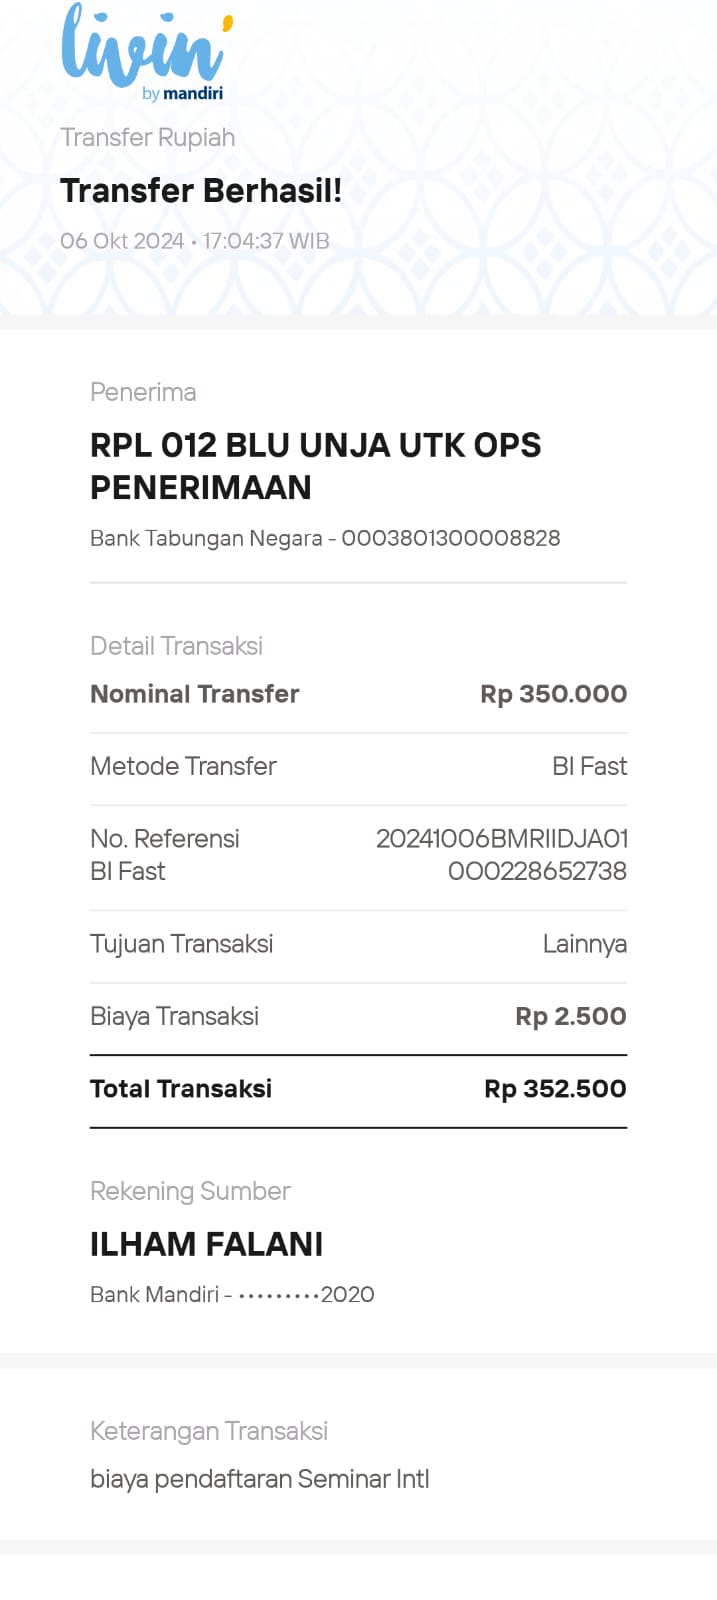 livin'
by mandiri
Transfer Rupiah
Transfer Berhasil!
06 Okt 2024 • 17:04:37 WIB
Penerima
RPL 012 BLU UNJA UTK OPS
PENERIMAAN
Bank Tabungan Negara - 0003801300008828
Detail Transaksi
Nominal Transfer Rp 350.000
Metode Transfer BI Fast
No. Referensi 20241006BMRIIDJA01
BI Fast 0O0228652738
Tujuan Transaksi Lainnya
Biaya Transaksi Rp 2.500
Total Transaksi Rp 352.500
Rekening Sumber
ILHAM FALANI
Bank Mandiri - •••••••••2020
Keterangan Transaksi
biaya pendaftaran Seminar Intl